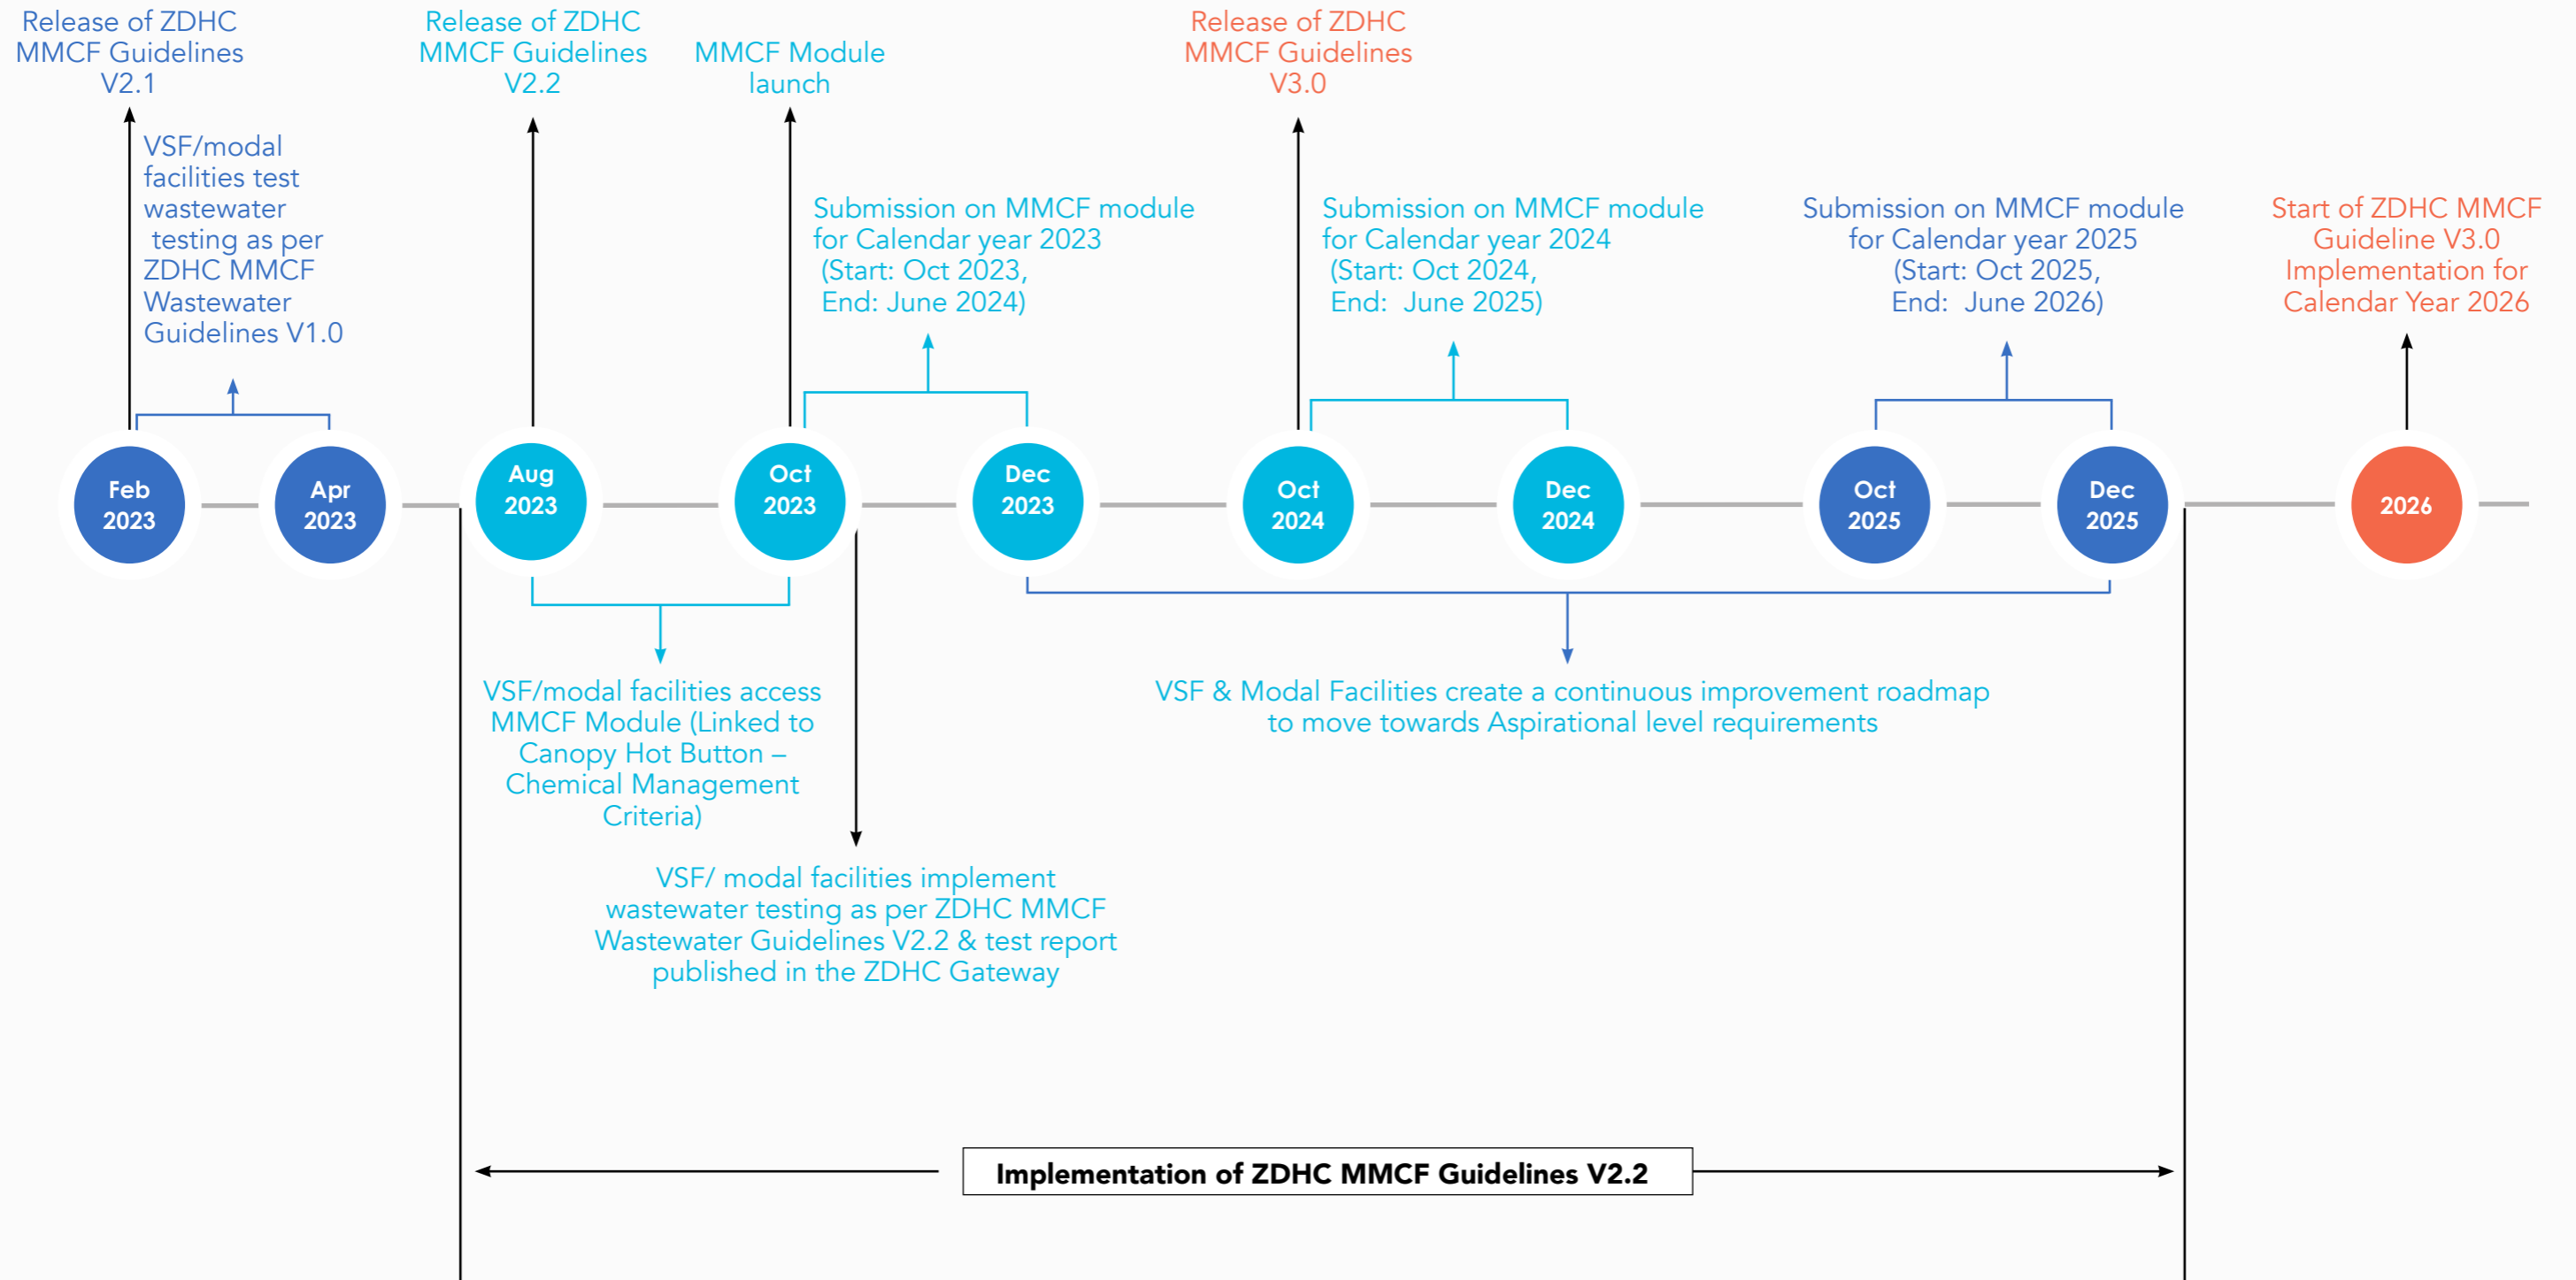 Release of ZDHC
MMCF Guidelines
V2.1
VSF/modal
facilities test
wastewater
testing as per
ZDHC MMCF
Wastewater
Guidelines V1.0
Release of ZDHC
MMCF Guidelines
V2.2
MMCF Module
launch
Submission on MMCF module
for Calendar year 2023
(Start: Oct 2023,
End: June 2024)
Release of ZDHC
MMCF Guidelines
V3.0
Submission on MMCF module
for Calendar year 2024
(Start: Oct 2024,
End: June 2025)
Submission on MMCF module
for Calendar year 2025
(Start: Oct 2025,
End: June 2026)
Start of ZDHC MMCF
Guideline V3.0
Implementation for
Calendar Year 2026
Feb
2023
Apr
2023
Aug
2023
Oct
2023
Dec
2023
Oct
2024
Dec
2024
Oct
2025
Dec
2025
2026
VSF/modal facilities access
MMCF Module (Linked to
Canopy Hot Button –
Chemical Management
Criteria)
VSF/ modal facilities implement
wastewater testing as per ZDHC MMCF
Wastewater Guidelines V2.2 & test report
published in the ZDHC Gateway
VSF & Modal Facilities create a continuous improvement roadmap
to move towards Aspirational level requirements
Implementation of ZDHC MMCF Guidelines V2.2